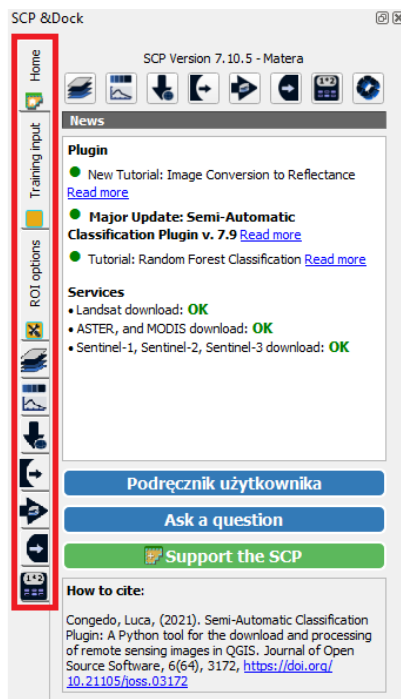 SCP &Dock
Home
Training input
ROI options
SCP Version 7.10.5 - Matera
1*2
News
Plugin
● New Tutorial: Image Conversion to Reflectance
Read more
● Major Update: Semi-Automatic
Classification Plugin v. 7.9 Read more
● Tutorial: Random Forest Classification Read more
Services
• Landsat download: OK
• ASTER, and MODIS download: OK
• Sentinel-1, Sentinel-2, Sentinel-3 download: OK
1*2
Podręcznik użytkownika
Ask a question
Support the SCP
How to cite:
Congedo, Luca, (2021). Semi-Automatic Classification
Plugin: A Python tool for the download and processing
of remote sensing images in QGIS. Journal of Open
Source Software, 6(64), 3172, https://doi.org/
10.21105/joss.03172